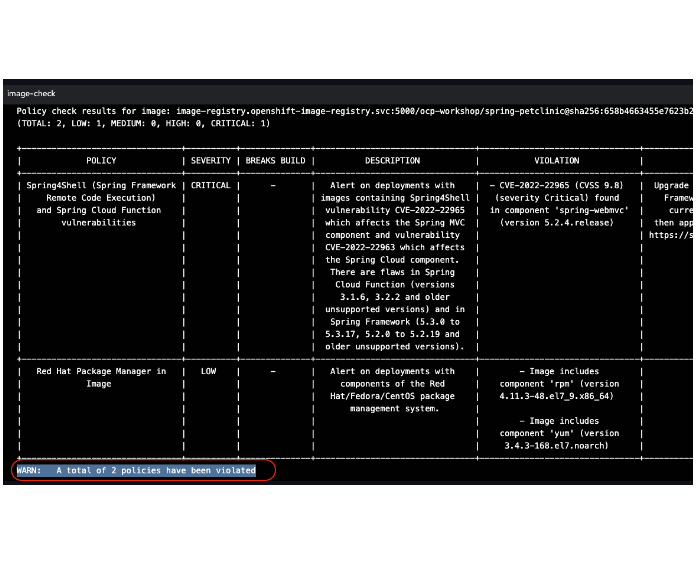 image-check
Policy check results for image: image-registry.openshift-image-registry.svc:5000/ocp-workshop/spring-petclinic@sha256:658b4663455e7623b2
(TOTAL: 2, LOW: 1, MEDIUM: 0, HIGH: 0, CRITICAL: 1)
| POLICY | SEVERITY | BREAKS BUILD | DESCRIPTION | VIOLATION |
| Spring4Shell (Spring Framework | CRITICAL | - | Alert on deployments with | - CVE-2022-22965 (CVSS 9.8) | Upgrade
| Remote Code Execution) | | | images containing Spring4Shell | (severity Critical) found | Framew
| and Spring Cloud Function | | | vulnerability CVE-2022-22965 | in component 'spring-webmvc' | curre
| vulnerabilities | | | which affects the Spring MVC | (version 5.2.4.release) | then app
| | | | component and vulnerability | | https://s
| | | | CVE-2022-22963 which affects | |
| | | | the Spring Cloud component. | |
| | | | There are flaws in Spring | |
| | | | Cloud Function (versions | |
| | | | 3.1.6, 3.2.2 and older | |
| | | | unsupported versions) and in | |
| | | | Spring Framework (5.3.0 to | |
| | | | 5.3.17, 5.2.0 to 5.2.19 and | |
| | | | older unsupported versions). | |
| Red Hat Package Manager in | LOW | - | Alert on deployments with | - Image includes |
| Image | | | components of the Red | component 'rpm' (version |
| | | | Hat/Fedora/CentOS package | 4.11.3-48.el7_9.x86_64) |
| | | | management system. | |
| | | | | - Image includes |
| | | | | component 'yum' (version |
| | | | | 3.4.3-168.el7.noarch) |
WARN: A total of 2 policies have been violated